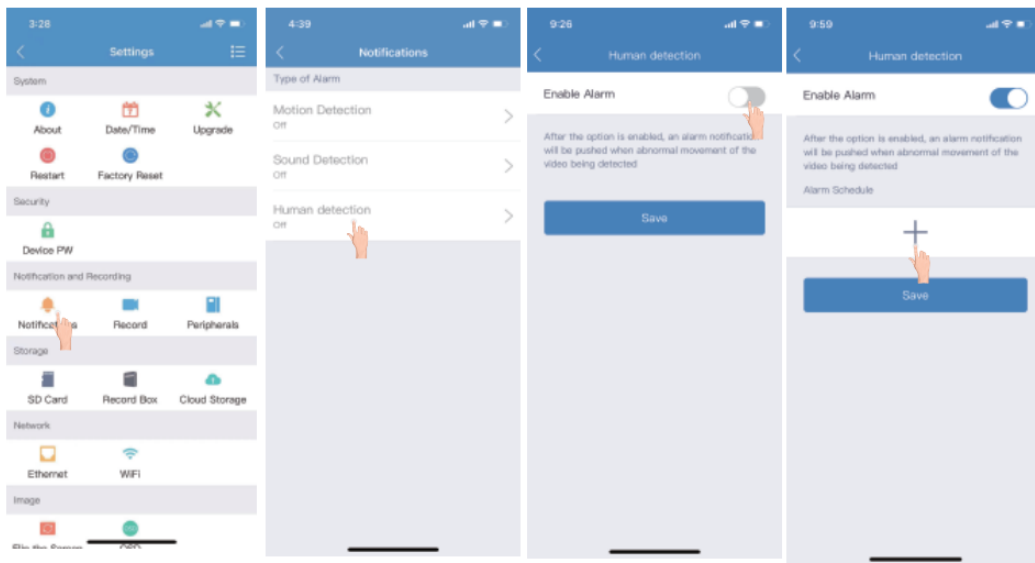 3:28
Settings
System
About Date/Time Upgrade
Restart Factory Reset
Security
Device PW
Notification and Recording
Notifications Record Peripherals
Storage
SD Card Record Box Cloud Storage
Network
Ethernet WiFi
Image
Flip the Screen OSD
4:39
Notifications
Type of Alarm
Motion Detection
Off
Sound Detection
Off
Human detection
Off
9:26
Human detection
Enable Alarm
After the option is enabled, an alarm notification
will be pushed when abnormal movement of the
video being detected
Save
9:59
Human detection
Enable Alarm
After the option is enabled, an alarm notification
will be pushed when abnormal movement of the
video being detected
Alarm Schedule
Save